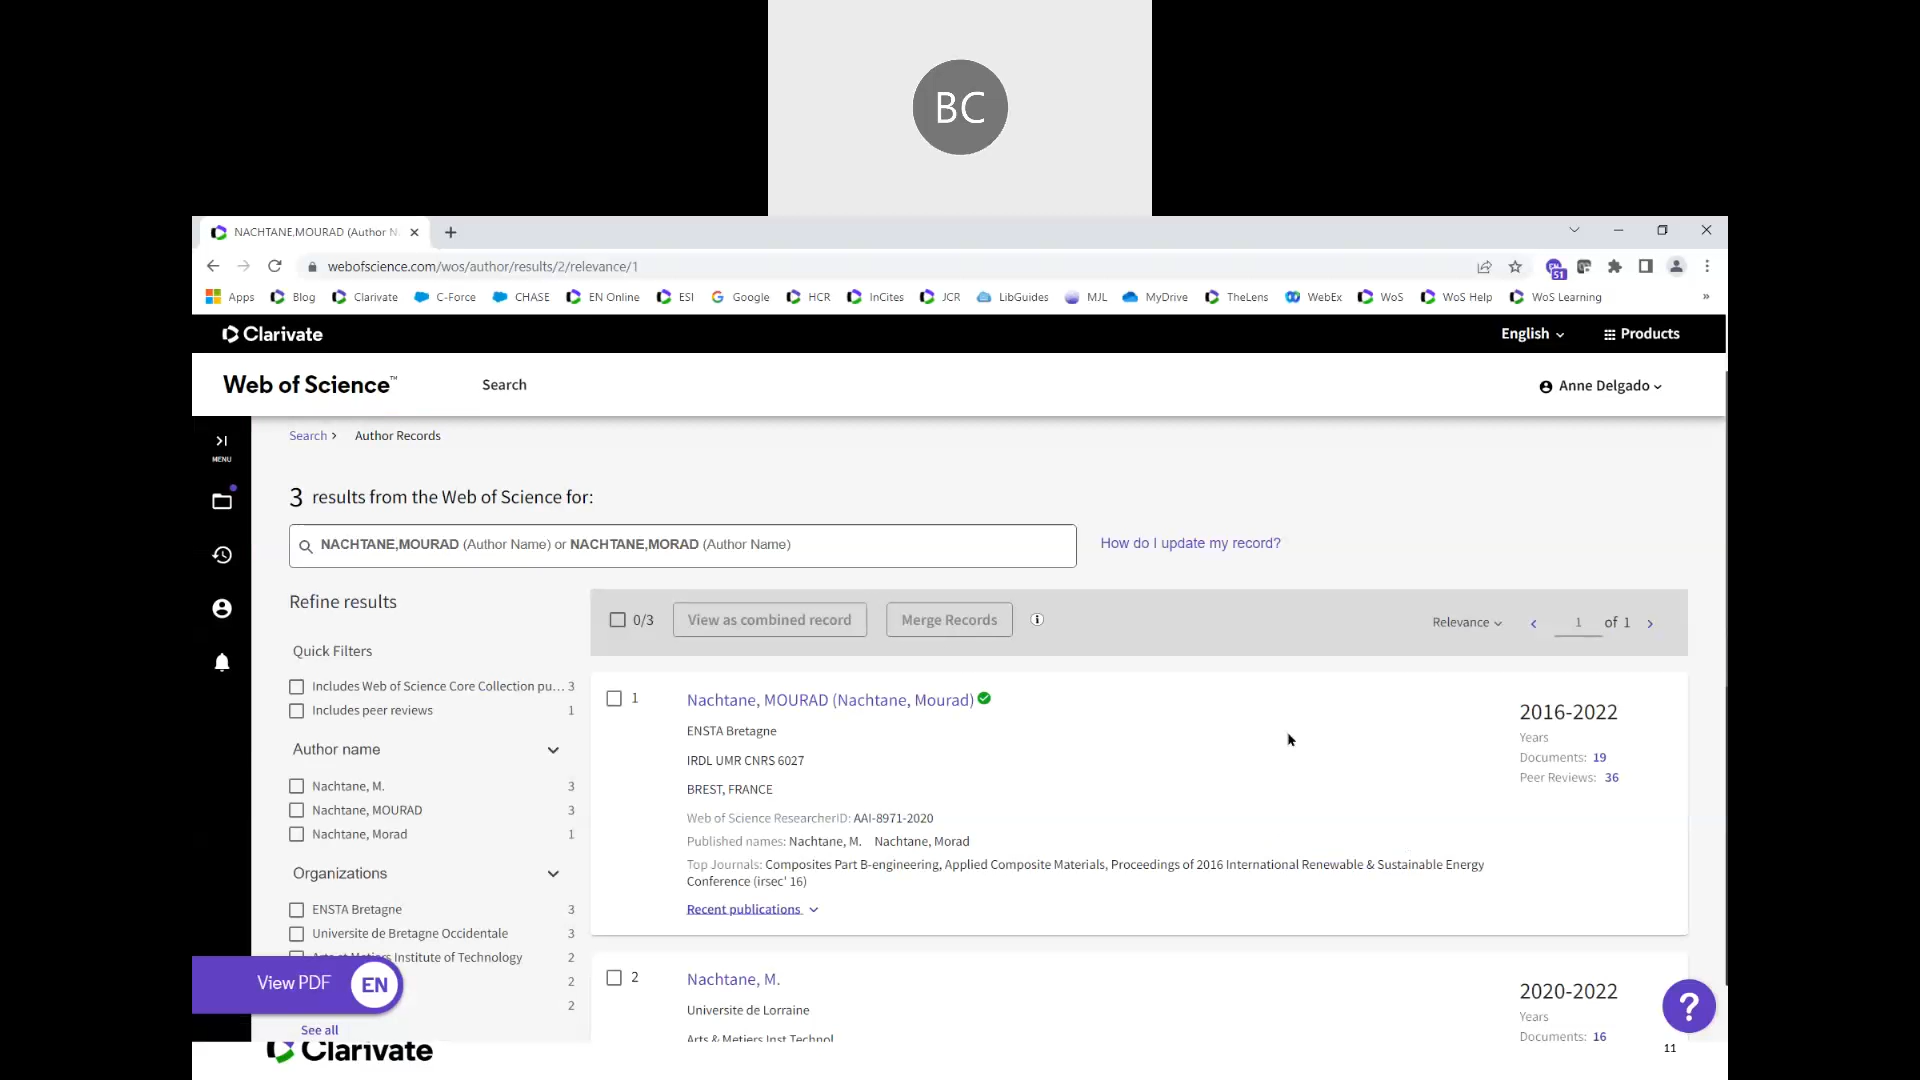 BC
NACHTANE,MOURAD (Author N
webofscience.com/wos/author/results/2/relevance/1
51
Apps Blog Clarivate C-Force CHASE EN Online ESI Google HCR InCites JCR LibGuides MJL MyDrive TheLens WebEx WoS WoS Help WoS Learning »
Clarivate
English
Products
Web of Science™
Search
Anne Delgado
MENU
Search > Author Records
3 results from the Web of Science for:
NACHTANE,MOURAD (Author Name) or NACHTANE,MORAD (Author Name)
How do I update my record?
Refine results
0/3
View as combined record
Merge Records
Relevance
1 of 1
Quick Filters
Includes Web of Science Core Collection pu... 3
Includes peer reviews 1
Author name
Nachtane, M. 3
Nachtane, MOURAD 3
Nachtane, Morad 1
Organizations
ENSTA Bretagne 3
Universite de Bretagne Occidentale 3
Arts et Metiers Institute of Technology 2
2
2
See all
View PDF EN
1
Nachtane, MOURAD (Nachtane, Mourad)
ENSTA Bretagne
IRDL UMR CNRS 6027
BREST, FRANCE
Web of Science ResearcherID: AAI-8971-2020
Published names: Nachtane, M. Nachtane, Morad
Top Journals: Composites Part B-engineering, Applied Composite Materials, Proceedings of 2016 International Renewable & Sustainable Energy
Conference (irsec' 16)
Recent publications
2016-2022
Years
Documents: 19
Peer Reviews: 36
2
Nachtane, M.
Universite de Lorraine
Arts & Metiers Inst Technol
2020-2022
Years
Documents: 16
?
Clarivate
11